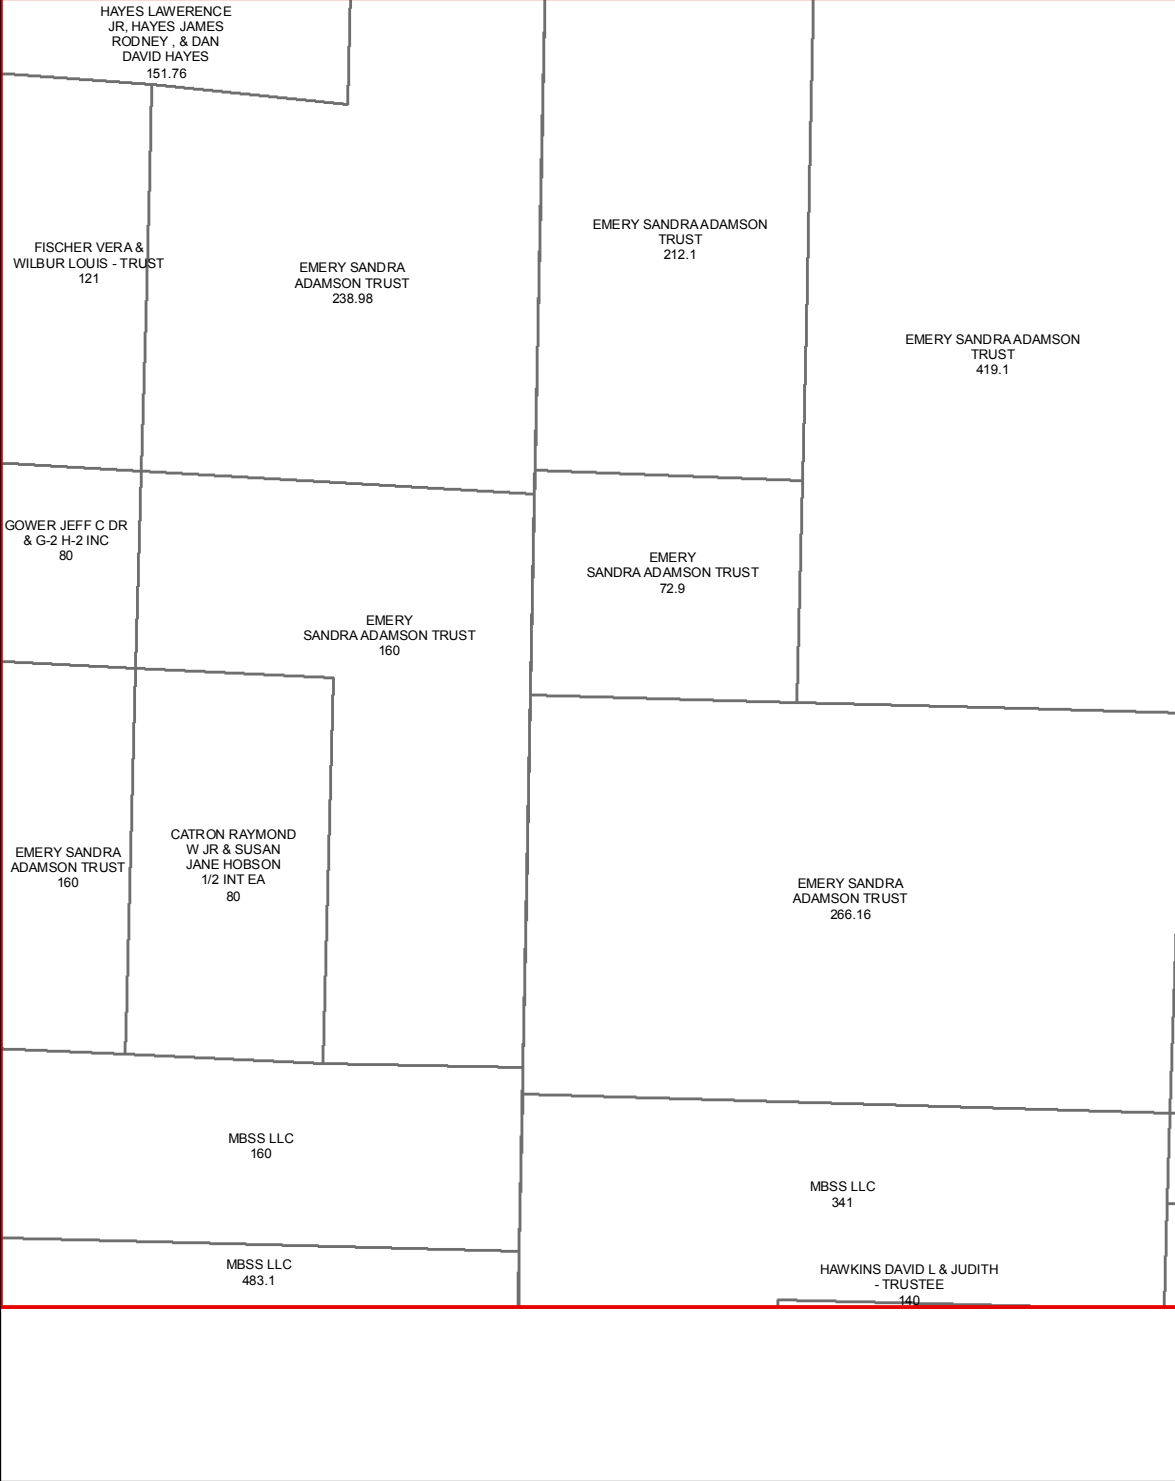 HAYES LAWERENCE
JR, HAYES JAMES
RODNEY , & DAN
DAVID HAYES
151.76
EMERY SANDRA ADAMSON
TRUST
212.1
FISCHER VERA &
WILBUR LOUIS - TRUST
121
EMERY SANDRA
ADAMSON TRUST
238.98
EMERY SANDRA ADAMSON
TRUST
419.1
GOWER JEFF C DR
& G-2 H-2 INC
80
EMERY
SANDRA ADAMSON TRUST
72.9
EMERY
SANDRA ADAMSON TRUST
160
CATRON RAYMOND
W JR & SUSAN
JANE HOBSON
1/2 INT EA
80
EMERY SANDRA
ADAMSON TRUST
160
EMERY SANDRA
ADAMSON TRUST
266.16
MBSS LLC
160
MBSS LLC
341
MBSS LLC
483.1
HAWKINS DAVID L & JUDITH
- TRUSTEE
140